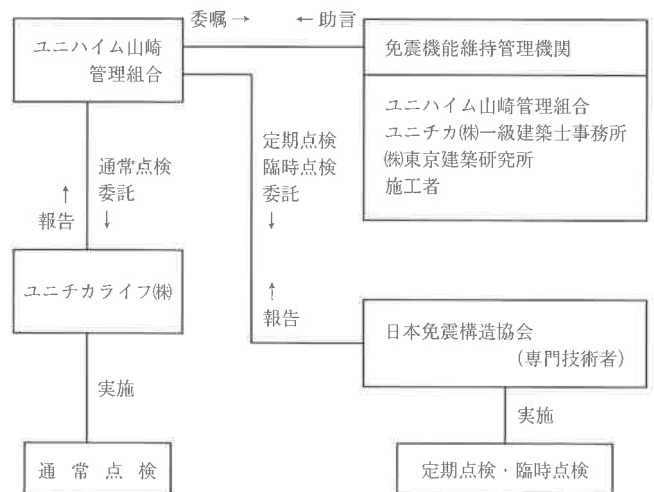 委嘱→ ←助言
ユニハイム山崎
管理組合
免震機能維持管理機関
ユニハイム山崎管理組合
ユニチカ㈱一級建築士事務所
㈱東京建築研究所
施工者
通常点検
委託
↓
↑
報告
定期点検
臨時点検
委託
↓
↑
報告
ユニチカライフ㈱
日本免震構造協会
(専門技術者)
実施
実施
通常点検
定期点検・臨時点検